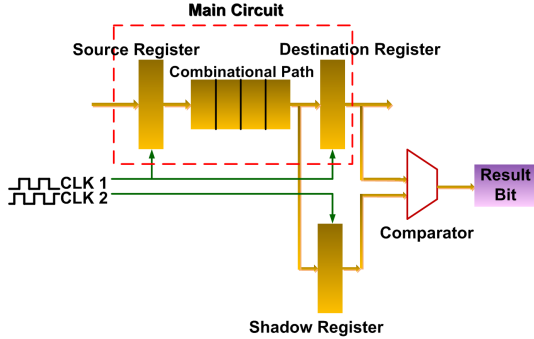 Main Circuit
Source Register
Destination Register
Combinational Path
CLK 1
CLK 2
Result
Bit
Comparator
Shadow Register